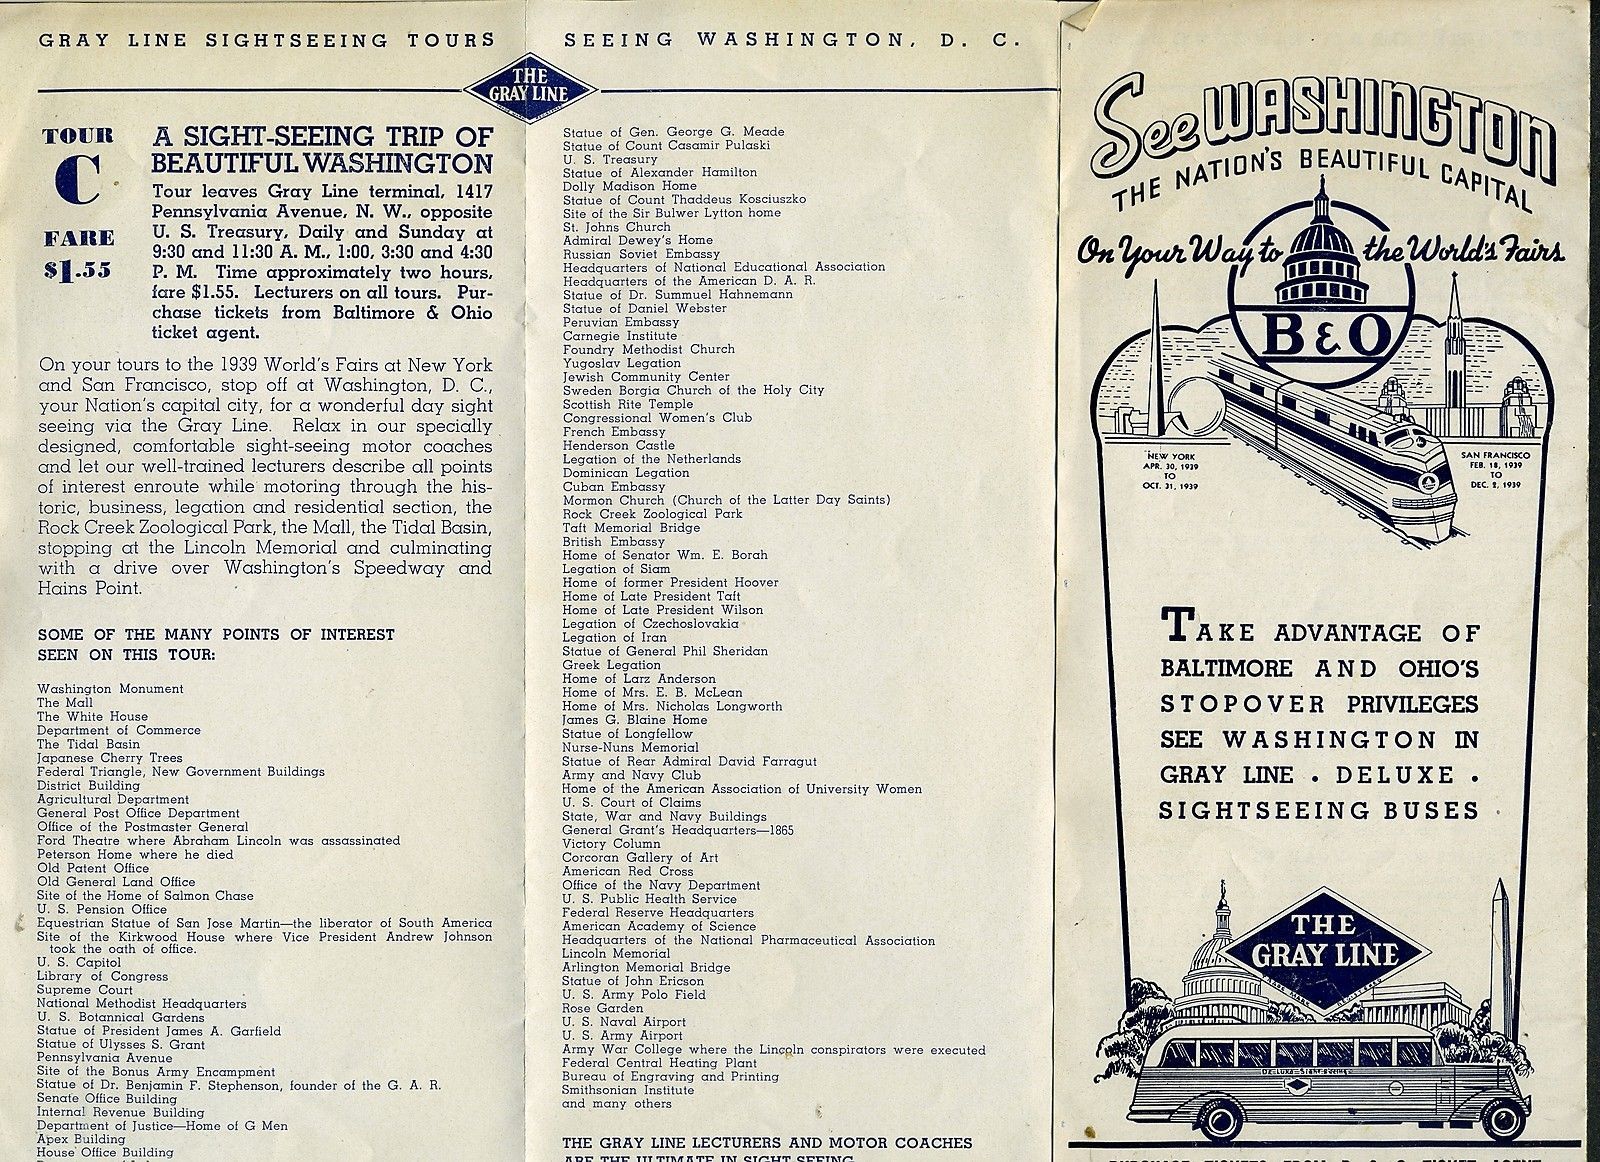 GRAY LINE SIGHTSEEING TOURS
THE
GRAY LINE
TOUR
C
FARE
$1.55
A SIGHT-SEEING TRIP OF
BEAUTIFUL WASHINGTON
Tour leaves Gray Line terminal, 1417
Pennsylvania Avenue, N. W., opposite
U. S. Treasury, Daily and Sunday at
9:30 and 11:30 A. M., 1:00, 3:30 and 4:30
P. M. Time approximately two hours,
fare $1.55. Lecturers on all tours. Pur-
chase tickets from Baltimore & Ohio
ticket agent.
On your tours to the 1939 World's Fairs at New York
and San Francisco, stop off at Washington, D. C.,
your Nation's capital city, for a wonderful day sight
seeing via the Gray Line. Relax in our specially
designed, comfortable sight-seeing motor coaches
and let our well-trained lecturers describe all points
of interest enroute while motoring through the his-
toric, business, legation and residential section, the
Rock Creek Zoological Park, the Mall, the Tidal Basin,
stopping at the Lincoln Memorial and culminating
with a drive over Washington's Speedway and
Hains Point.
SOME OF THE MANY POINTS OF INTEREST
SEEN ON THIS TOUR:
Washington Monument
The Mall
The White House
Department of Commerce
The Tidal Basin
Japanese Cherry Trees
Federal Triangle, New Government Buildings
District Building
Agricultural Department
General Post Office Department
Office of the Postmaster General
Ford Theatre where Abraham Lincoln was assassinated
Peterson Home where he died
Old Patent Office
Old General Land Office
Site of the Home of Salmon Chase
U. S. Pension Office
Equestrian Statue of San Jose Martin—the liberator of South America
Site of the Kirkwood House where Vice President Andrew Johnson
took the oath of office.
U. S. Capitol
Library of Congress
Supreme Court
National Methodist Headquarters
U. S. Botannical Gardens
Statue of President James A. Garfield
Statue of Ulysses S. Grant
Pennsylvania Avenue
Site of the Bonus Army Encampment
Statue of Dr. Benjamin F. Stephenson, founder of the G. A. R.
Senate Office Building
Internal Revenue Building
Department of Justice—Home of G Men
Apex Building
House Office Building
SEEING WASHINGTON, D. C.
Statue of Gen. George G. Meade
Statue of Count Casamir Pulaski
U. S. Treasury
Statue of Alexander Hamilton
Dolly Madison Home
Statue of Count Thaddeus Kosciuszko
Site of the Sir Bulwer Lytton home
St. Johns Church
Admiral Dewey's Home
Russian Soviet Embassy
Headquarters of National Educational Association
Headquarters of the American D. A. R.
Statue of Dr. Summuel Hahnemann
Statue of Daniel Webster
Peruvian Embassy
Carnegie Institute
Foundry Methodist Church
Yugoslav Legation
Jewish Community Center
Sweden Borgia Church of the Holy City
Scottish Rite Temple
Congressional Women's Club
French Embassy
Henderson Castle
Legation of the Netherlands
Dominican Legation
Cuban Embassy
Mormon Church (Church of the Latter Day Saints)
Rock Creek Zoological Park
Taft Memorial Bridge
British Embassy
Home of Senator Wm. E. Borah
Legation of Siam
Home of former President Hoover
Home of Late President Taft
Home of Late President Wilson
Legation of Czechoslovakia
Legation of Iran
Statue of General Phil Sheridan
Greek Legation
Home of Larz Anderson
Home of Mrs. E. B. McLean
Home of Mrs. Nicholas Longworth
James G. Blaine Home
Statue of Longfellow
Nurse-Nuns Memorial
Statue of Rear Admiral David Farragut
Army and Navy Club
Home of the American Association of University Women
U. S. Court of Claims
State, War and Navy Buildings
General Grant's Headquarters—1865
Victory Column
Corcoran Gallery of Art
American Red Cross
Office of the Navy Department
U. S. Public Health Service
Federal Reserve Headquarters
American Academy of Science
Headquarters of the National Pharmaceutical Association
Lincoln Memorial
Arlington Memorial Bridge
Statue of John Ericson
U. S. Army Polo Field
Rose Garden
U. S. Naval Airport
U. S. Army Airport
Army War College where the Lincoln conspirators were executed
Federal Central Heating Plant
Bureau of Engraving and Printing
Smithsonian Institute
and many others
THE GRAY LINE LECTURERS AND MOTOR COACHES
ARE THE ULTIMATE IN SIGHT SEEING
See WASHINGTON
THE NATION'S BEAUTIFUL CAPITAL
On Your Way to the World's Fairs
B & O
NEW YORK
APR. 30, 1939
TO
OCT. 31, 1939
SAN FRANCISCO
FEB. 18, 1939
TO
DEC. 2, 1939
TAKE ADVANTAGE OF
BALTIMORE AND OHIO'S
STOPOVER PRIVILEGES
SEE WASHINGTON IN
GRAY LINE . DELUXE .
SIGHTSEEING BUSES
THE
GRAY LINE
DE-LUXE-SIGHT-SEEING
PURCHASE TICKETS FROM B & O TICKET AGENT